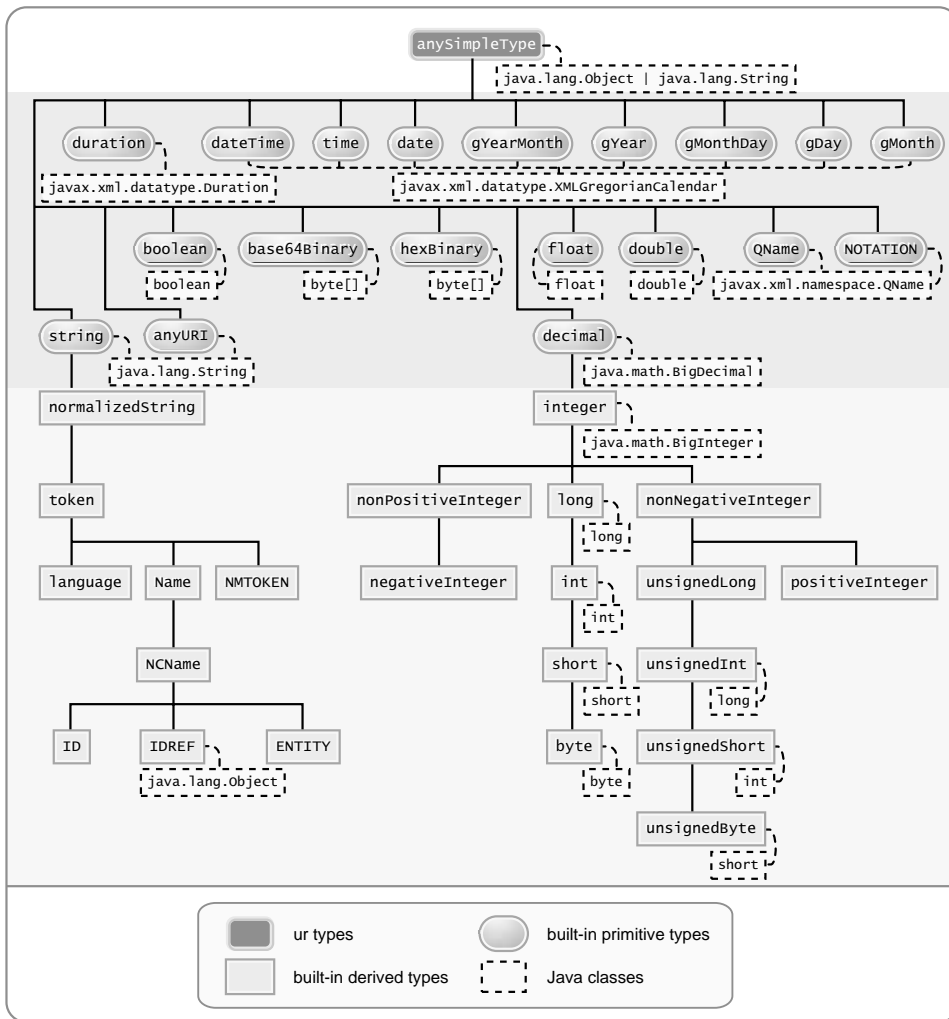 anySimpleType
java.lang.Object | java.lang.String
duration dateTime time date gYearMonth gYear gMonthDay gDay gMonth
javax.xml.datatype.Duration javax.xml.datatype.XMLGregorianCalendar
boolean base64Binary hexBinary float double QName NOTATION
boolean byte[] byte[] float double javax.xml.namespace.QName
string anyURI decimal
java.lang.String java.math.BigDecimal
normalizedString integer
java.math.BigInteger
token nonPositiveInteger long nonNegativeInteger
long
language Name NMTOKEN negativeInteger int unsignedLong positiveInteger
int
NCName short unsignedInt
short long
ID IDREF ENTITY byte unsignedShort
java.lang.Object byte int
unsignedByte
short
ur types built-in primitive types
built-in derived types Java classes